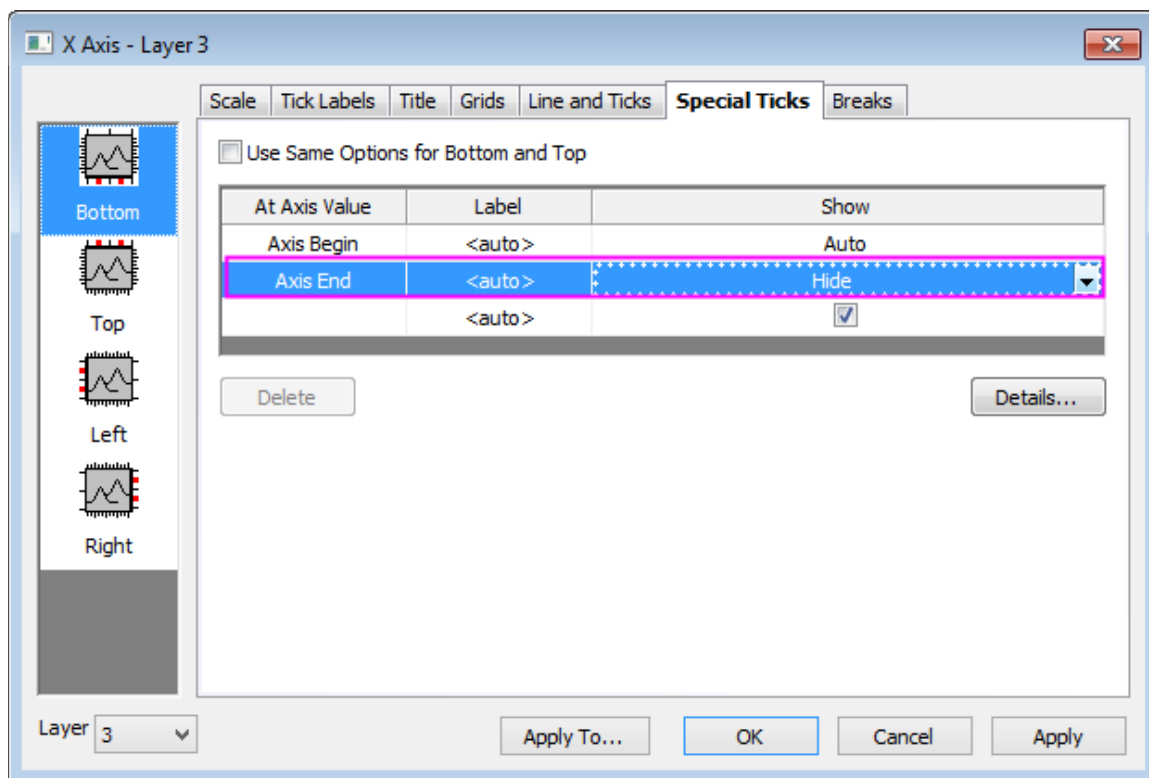 X Axis - Layer 3
Scale Tick Labels Title Grids Line and Ticks Special Ticks Breaks
Use Same Options for Bottom and Top
At Axis Value Label Show
Axis Begin <auto> Auto
Axis End <auto> Hide
<auto>
Delete Details...
Bottom
Top
Left
Right
Layer 3 Apply To... OK Cancel Apply